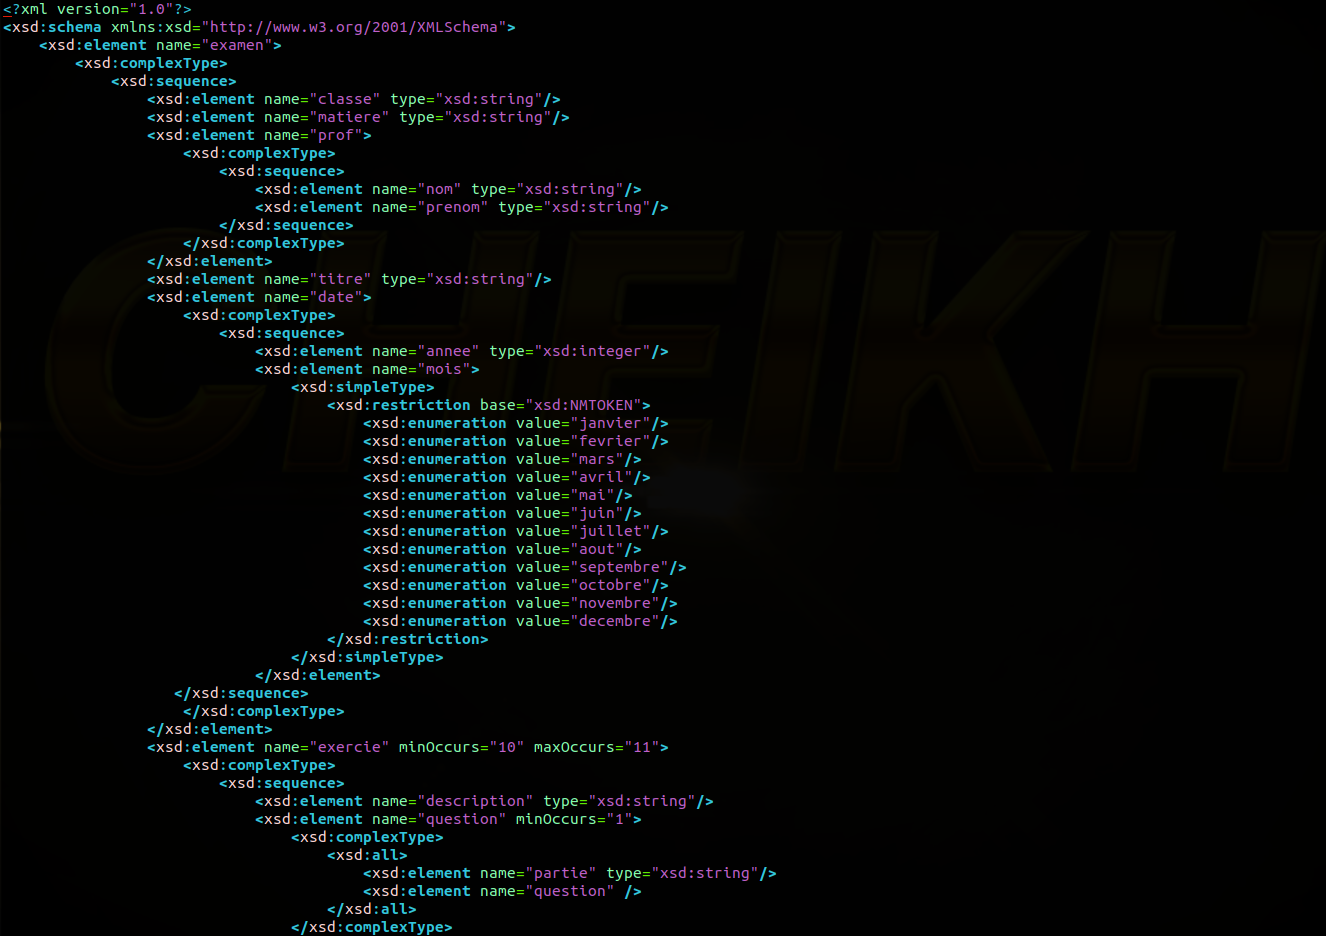 <?xml version="1.0"?>
<xsd:schema xmlns:xsd="http://www.w3.org/2001/XMLSchema">
    <xsd:element name="examen">
        <xsd:complexType>
            <xsd:sequence>
                <xsd:element name="classe" type="xsd:string"/>
                <xsd:element name="matiere" type="xsd:string"/>
                <xsd:element name="prof">
                    <xsd:complexType>
                        <xsd:sequence>
                            <xsd:element name="nom" type="xsd:string"/>
                            <xsd:element name="prenom" type="xsd:string"/>
                        </xsd:sequence>
                    </xsd:complexType>
                </xsd:element>
                <xsd:element name="titre" type="xsd:string"/>
                <xsd:element name="date">
                    <xsd:complexType>
                        <xsd:sequence>
                            <xsd:element name="annee" type="xsd:integer"/>
                            <xsd:element name="mois">
                                <xsd:simpleType>
                                    <xsd:restriction base="xsd:NMTOKEN">
                                        <xsd:enumeration value="janvier"/>
                                        <xsd:enumeration value="fevrier"/>
                                        <xsd:enumeration value="mars"/>
                                        <xsd:enumeration value="avril"/>
                                        <xsd:enumeration value="mai"/>
                                        <xsd:enumeration value="juin"/>
                                        <xsd:enumeration value="juillet"/>
                                        <xsd:enumeration value="aout"/>
                                        <xsd:enumeration value="septembre"/>
                                        <xsd:enumeration value="octobre"/>
                                        <xsd:enumeration value="novembre"/>
                                        <xsd:enumeration value="decembre"/>
                                    </xsd:restriction>
                                </xsd:simpleType>
                            </xsd:element>
                   </xsd:sequence>
                    </xsd:complexType>
                </xsd:element>
                <xsd:element name="exercie" minOccurs="10" maxOccurs="11">
                    <xsd:complexType>
                        <xsd:sequence>
                            <xsd:element name="description" type="xsd:string"/>
                            <xsd:element name="question" minOccurs="1">
                                <xsd:complexType>
                                    <xsd:all>
                                        <xsd:element name="partie" type="xsd:string"/>
                                        <xsd:element name="question" />
                                    </xsd:all>
                                </xsd:complexType>
CHEIKH